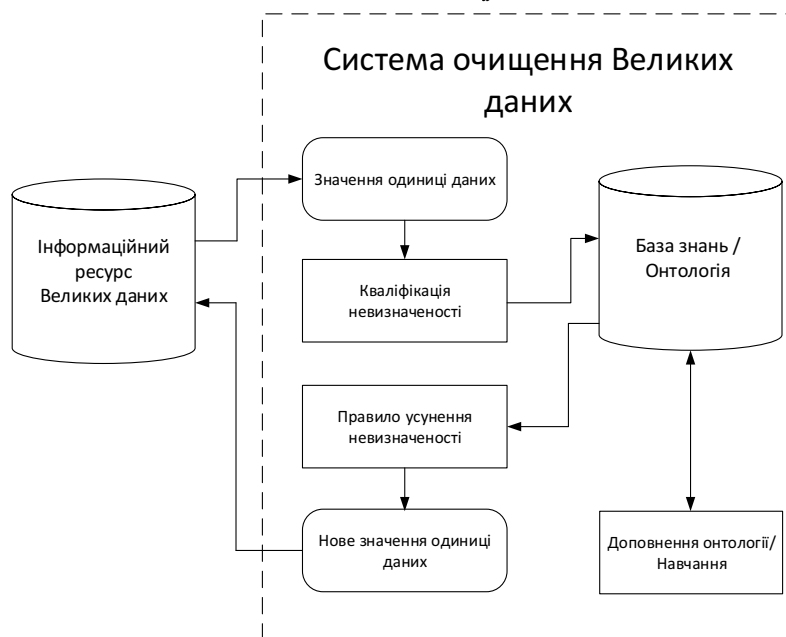 Система очищення Великих
даних
Значення одиниці даних
Інформаційний
ресурс
Великих даних
База знань /
Онтологія
Кваліфікація
невизначеності
Правило усунення
невизначеності
Нове значення одиниці
даних
Доповнення онтології/
Навчання